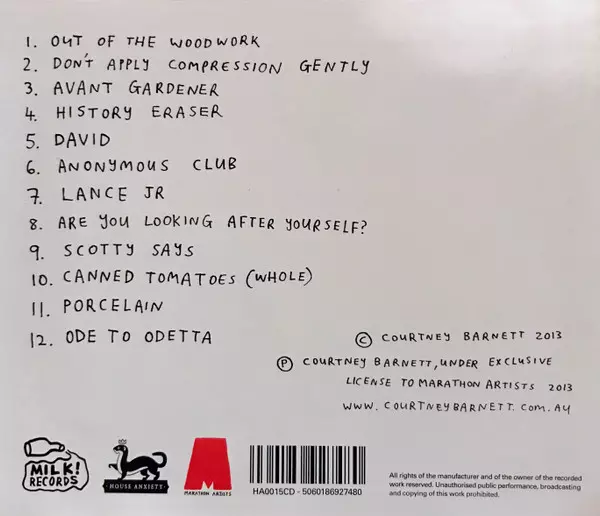 1. OUT OF THE WOODWORK
2. DON'T APPLY COMPRESSION GENTLY
3. AVANT GARDENER
4. HISTORY ERASER
5. DAVID
6. ANONYMOUS CLUB
7. LANCE JR
8. ARE YOU LOOKING AFTER YOURSELF?
9. SCOTTY SAYS
10. CANNED TOMATOES (WHOLE)
11. PORCELAIN
12. ODE TO ODETTA
© COURTNEY BARNETT 2013
℗ COURTNEY BARNETT, UNDER EXCLUSIVE
LICENSE TO MARATHON ARTISTS 2013
WWW.COURTNEYBARNETT.COM.AU
MILK!
RECORDS
HOUSE ANXIETY
MARATHON ARTISTS
HA0015CD - 5060186927480
All rights of the manufacturer and of the owner of the recorded
work reserved. Unauthorised public performance, broadcasting
and copying of this work prohibited.